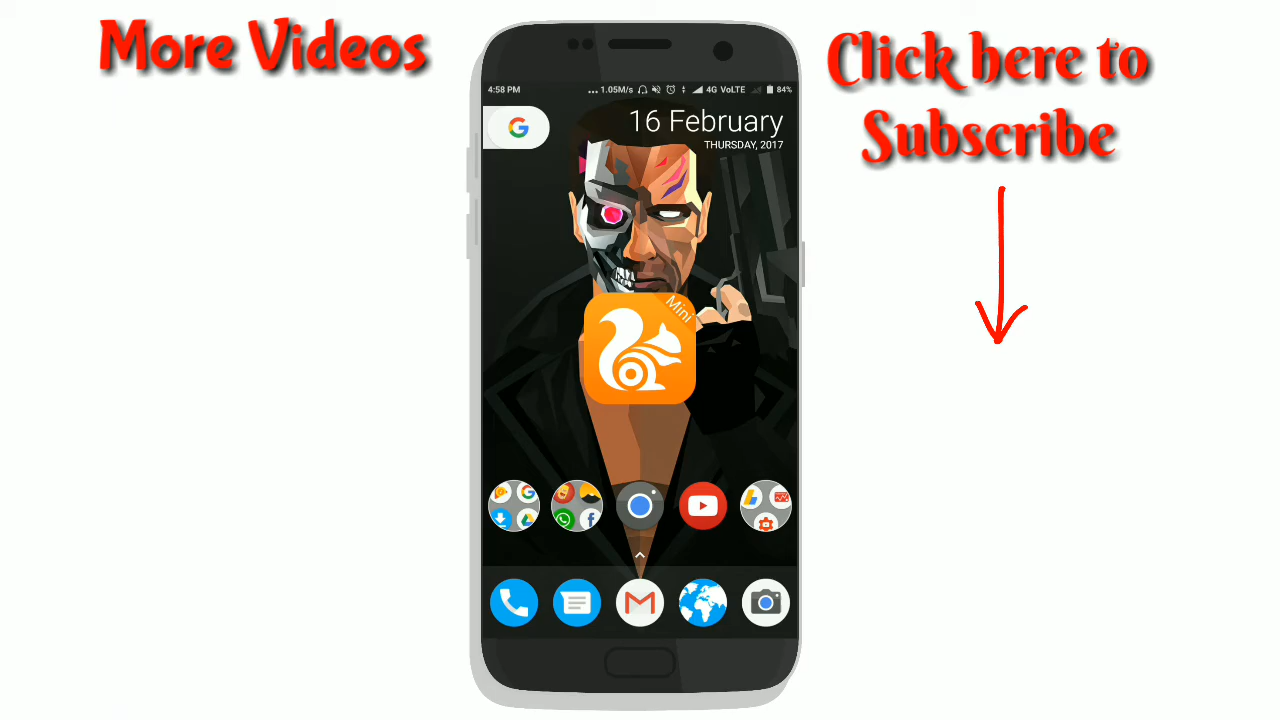 More Videos
Click here to
Subscribe
4:58 PM
... 1.05M/s 4G VoLTE 84%
16 February
THURSDAY, 2017
Mini